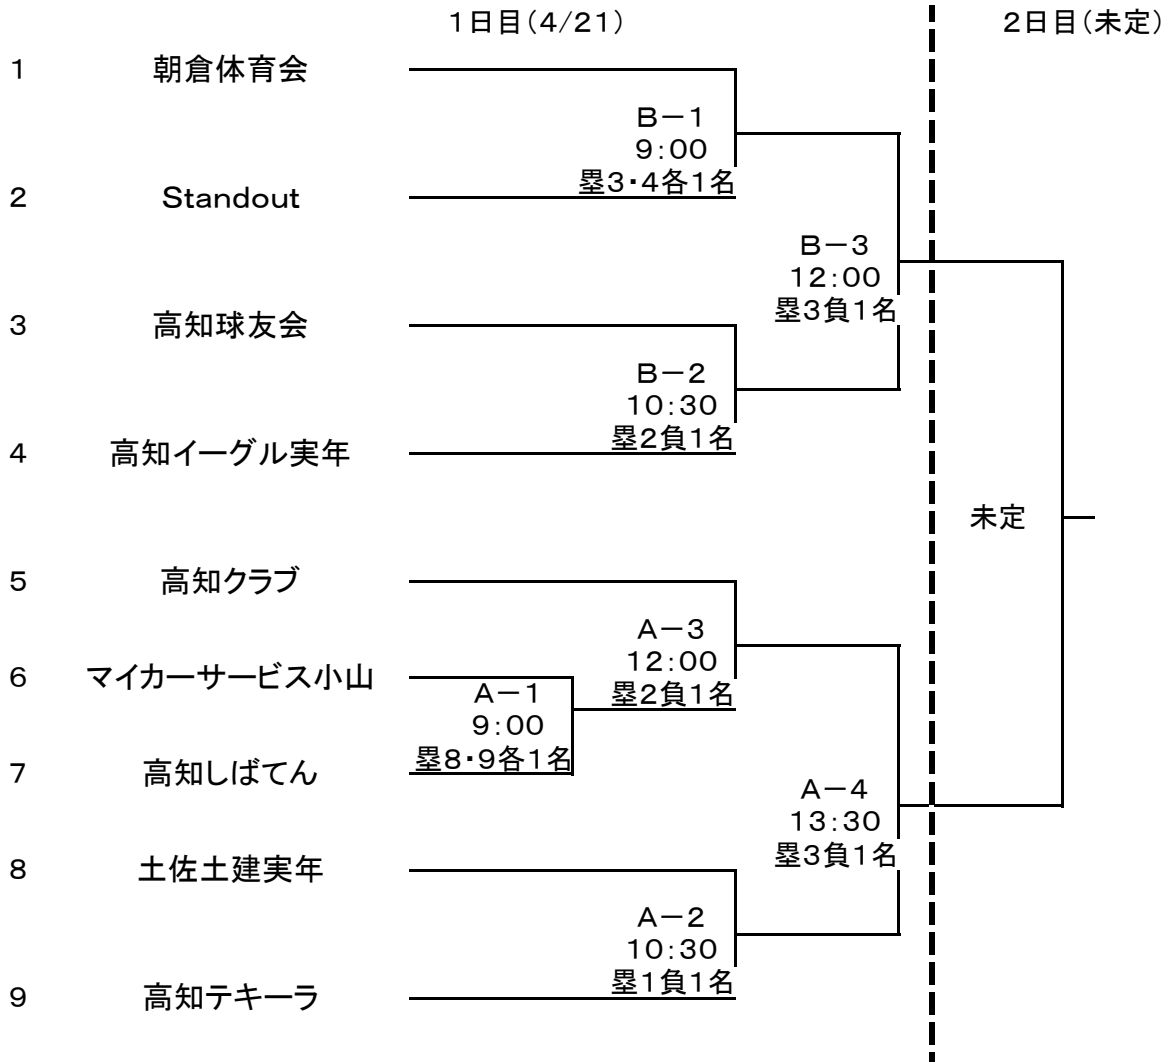 １日目（４/２１）
２日目（未定）
１ 朝倉体育会
Ｂ－１
９：００
塁３・４各１名
２ Standout
Ｂ－３
１２：００
塁３負１名
３ 高知球友会
Ｂ－２
１０：３０
塁２負１名
４ 高知イーグル実年
未定
５ 高知クラブ
Ａ－３
１２：００
塁２負１名
６ マイカーサービス小山
Ａ－１
９：００
塁８・９各１名
７ 高知しばてん
Ａ－４
１３：３０
塁３負１名
８ 土佐土建実年
Ａ－２
１０：３０
塁１負１名
９ 高知テキーラ